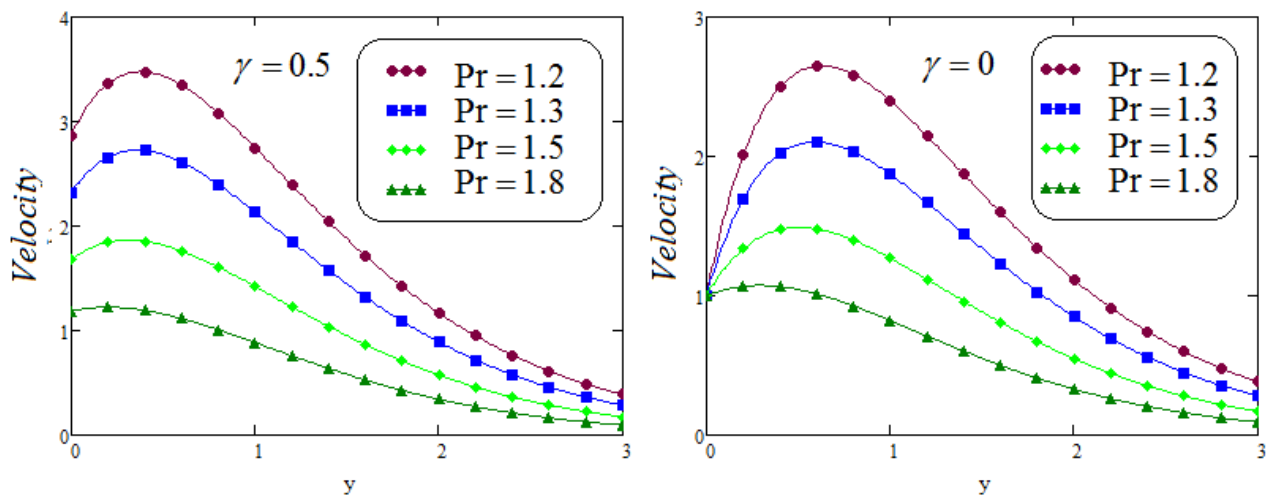 4
3
2
1
0
Velocity
γ = 0.5
Pr = 1.2
Pr = 1.3
Pr = 1.5
Pr = 1.8
0
1
2
3
y
3
2
1
0
Velocity
γ = 0
Pr = 1.2
Pr = 1.3
Pr = 1.5
Pr = 1.8
0
1
2
3
y